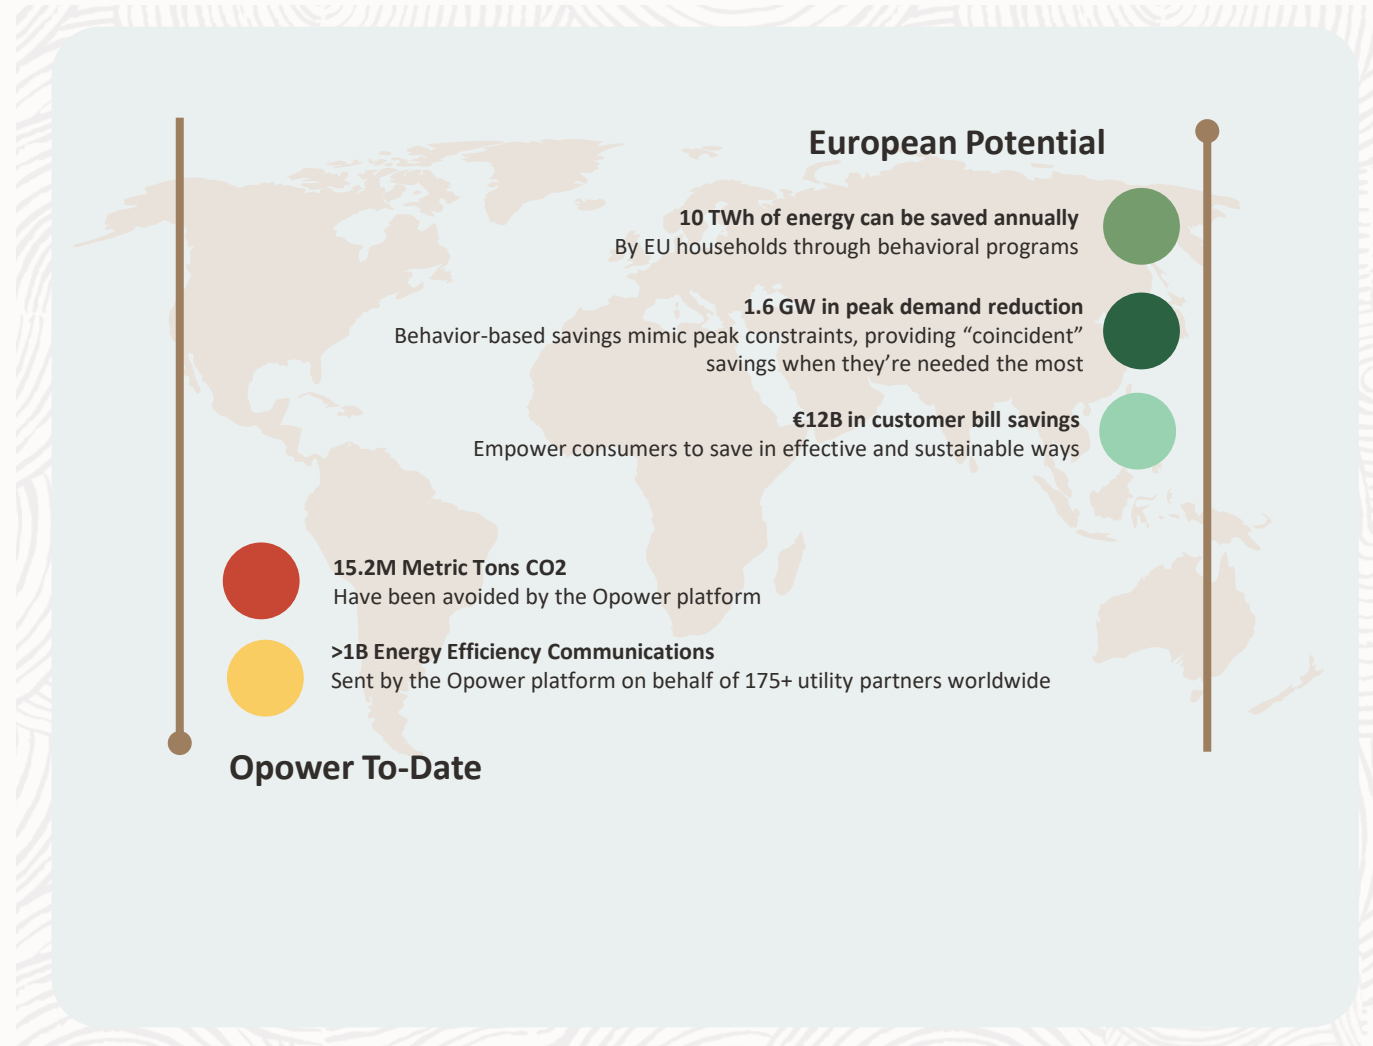 European Potential
10 TWh of energy can be saved annually
By EU households through behavioral programs
1.6 GW in peak demand reduction
Behavior-based savings mimic peak constraints, providing “coincident”
savings when they’re needed the most
€12B in customer bill savings
Empower consumers to save in effective and sustainable ways
15.2M Metric Tons CO2
Have been avoided by the Opower platform
>1B Energy Efficiency Communications
Sent by the Opower platform on behalf of 175+ utility partners worldwide
Opower To-Date